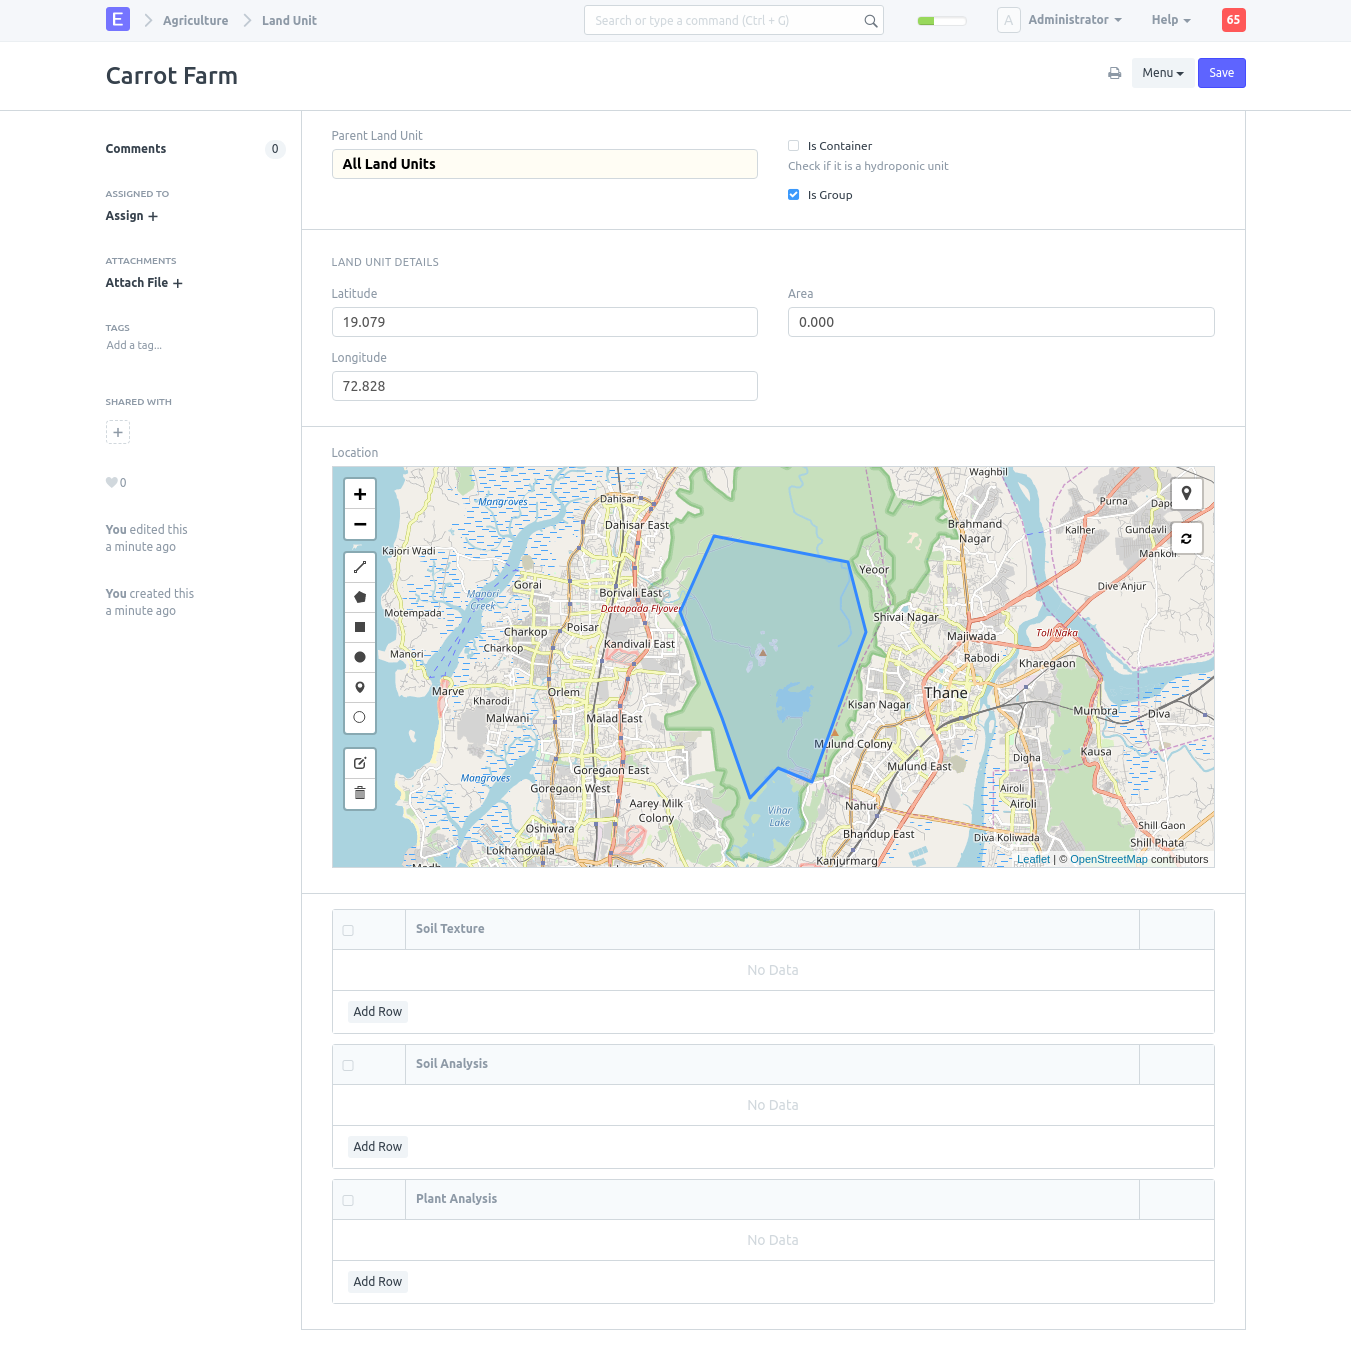 E Agriculture Land Unit Search or type a command (Ctrl + G) A Administrator Help 65
Carrot Farm
Menu Save
Comments 0
ASSIGNED TO
Assign +
ATTACHMENTS
Attach File +
TAGS
Add a tag...
SHARED WITH
+
0
You edited this
a minute ago
You created this
a minute ago
Parent Land Unit
All Land Units
Is Container
Check if it is a hydroponic unit
Is Group
LAND UNIT DETAILS
Latitude
19.079
Area
0.000
Longitude
72.828
Location
+
−
Waghbil
Mangroves
Dahisar
Purna
Dahisar East
Brahmand
Nagar
Kalher
Gundavli
Kajori Wadi
Mankoli
Yeoor
Gorai
Borivali East
Dive Anjur
Manori
Creek
Dattapada Flyover
Motempada
Shivai Nagar
Charkop
Poisar
Majiwada
Toll Naka
Charkop
Kandivali East
Manori
Rabodi
Kharegaon
Marve
Orlem
Thane
Kharodi
Kisan Nagar
Mumbra
Diva
Malwani
Malad East
Mulund Colony
Kausa
Digha
Mulund East
Goregaon East
Mangroves
Goregaon West
Airoli
Airoli
Aarey Milk
Colony
Vihar
Lake
Nahur
Shill Gaon
Oshiwara
Bhandup East
Diva Koliwada
Shill Phata
Lokhandwala
Kanjurmarg
Leaflet | © OpenStreetMap contributors
Soil Texture
No Data
Add Row
Soil Analysis
No Data
Add Row
Plant Analysis
No Data
Add Row